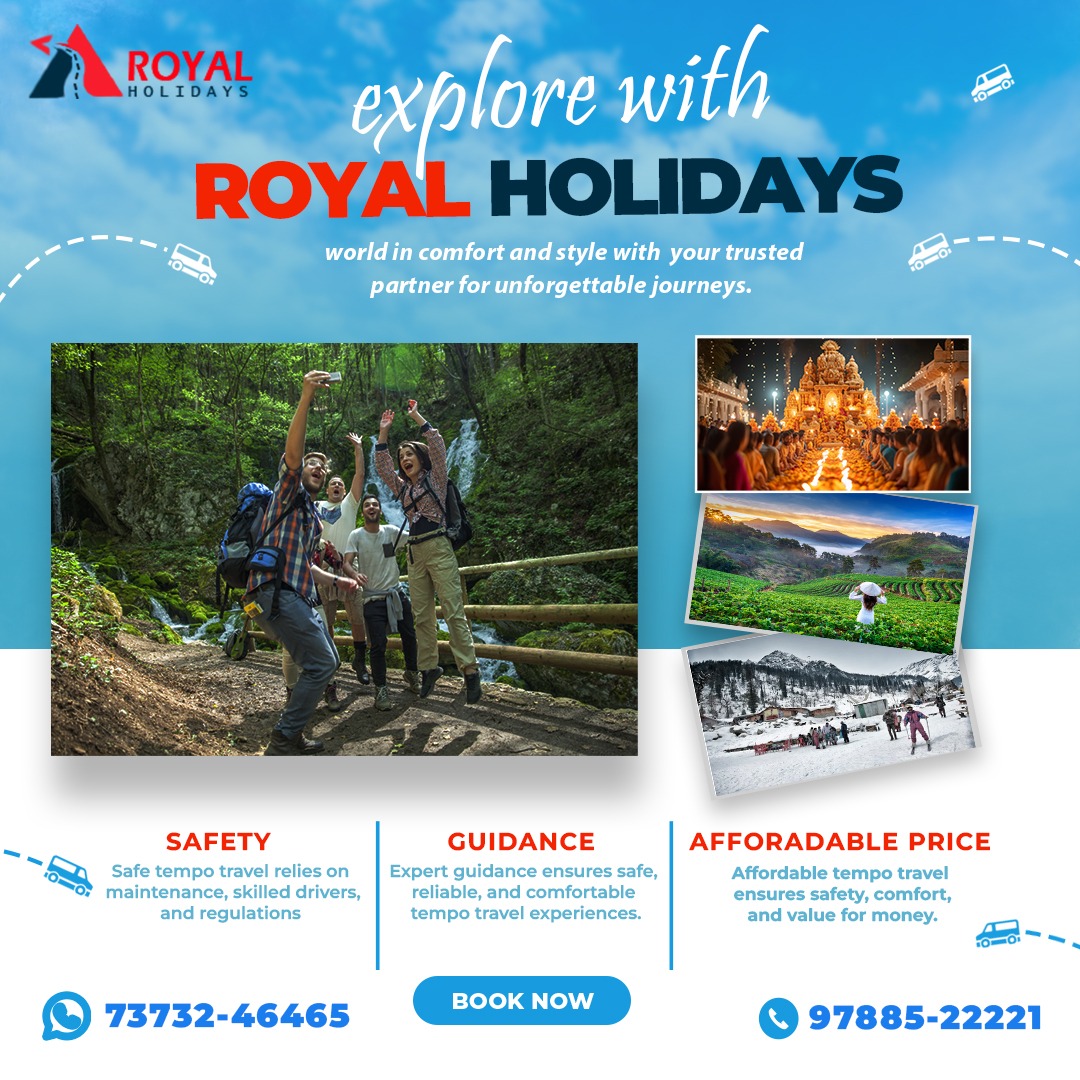 ROYAL
HOLIDAYS
explore with
ROYAL HOLIDAYS
world in comfort and style with your trusted
partner for unforgettable journeys.
SAFETY
Safe tempo travel relies on
maintenance, skilled drivers,
and regulations
GUIDANCE
Expert guidance ensures safe,
reliable, and comfortable
tempo travel experiences.
AFFORADABLE PRICE
Affordable tempo travel
ensures safety, comfort,
and value for money.
73732-46465
BOOK NOW
97885-22221